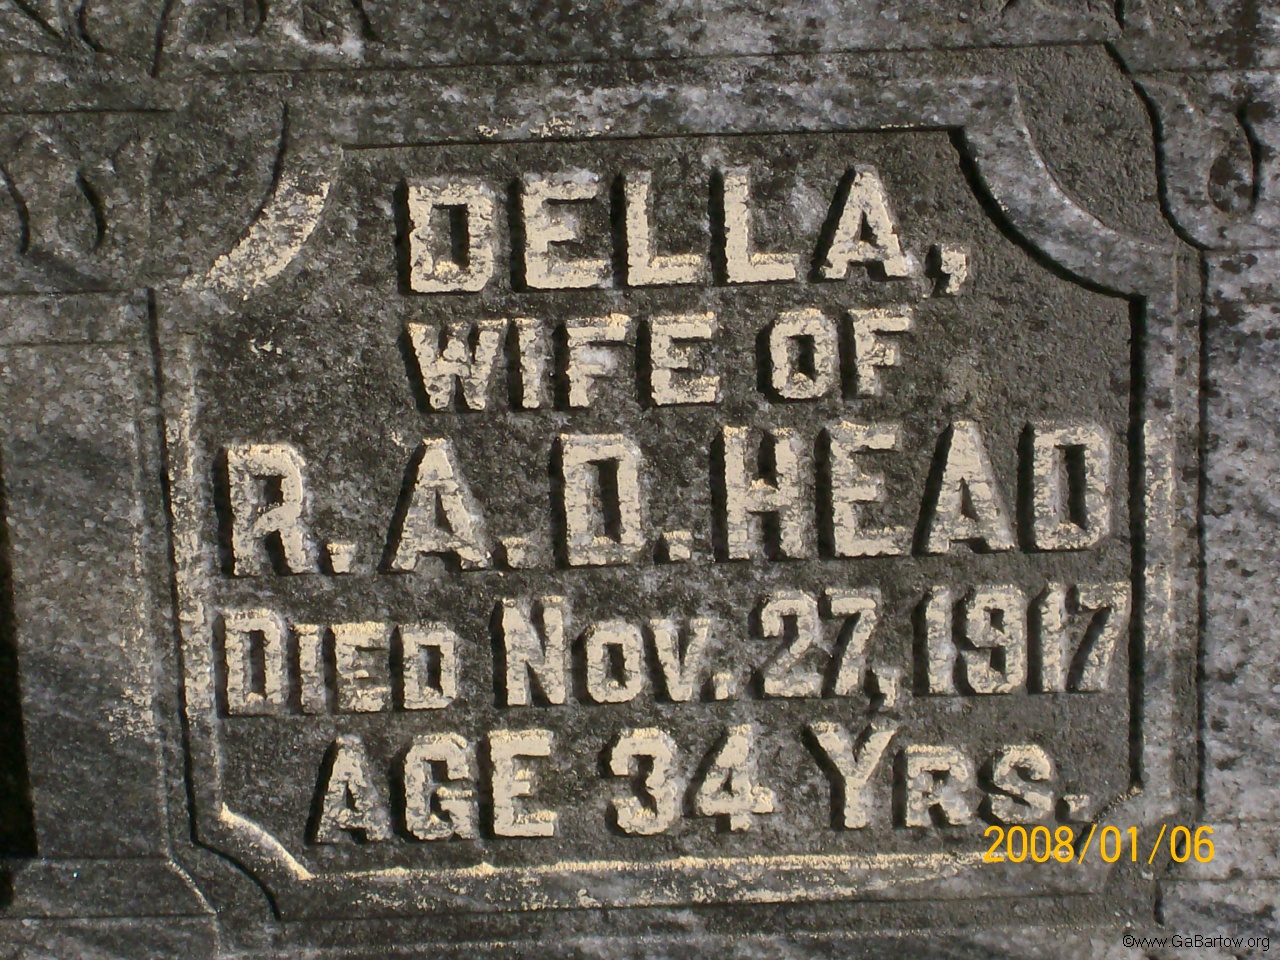 DELLA,
WIFE OF
R. A. D. HEAD
DIED NOV. 27, 1917
AGE 34 YRS.
2008/01/06
©www.GaBartow.org